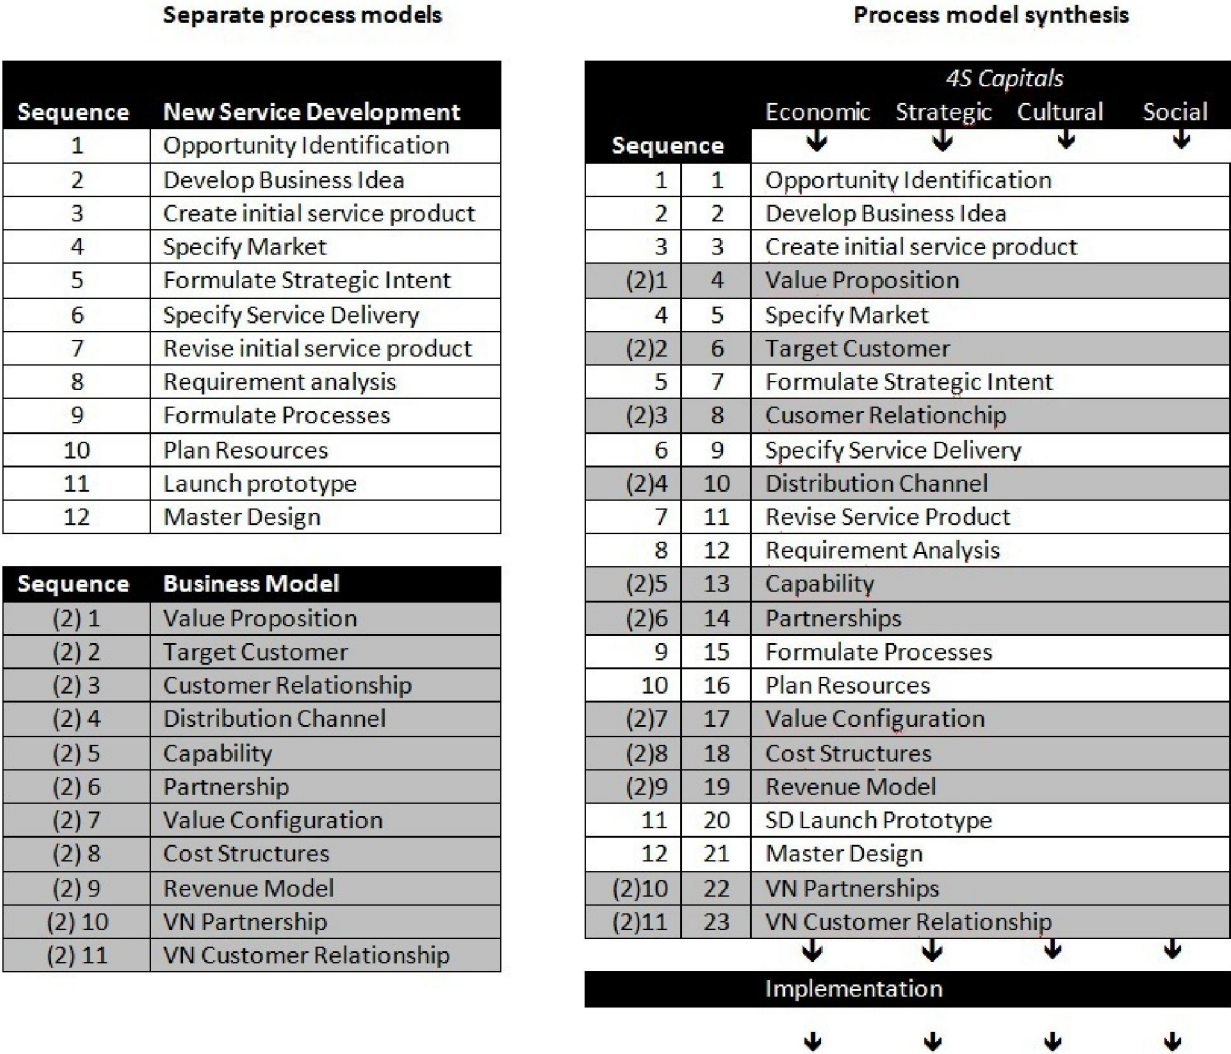 Separate process models
Sequence New Service Development
1 Opportunity Identification
2 Develop Business Idea
3 Create initial service product
4 Specify Market
5 Formulate Strategic Intent
6 Specify Service Delivery
7 Revise initial service product
8 Requirement analysis
9 Formulate Processes
10 Plan Resources
11 Launch prototype
12 Master Design
Sequence Business Model
(2) 1 Value Proposition
(2) 2 Target Customer
(2) 3 Customer Relationship
(2) 4 Distribution Channel
(2) 5 Capability
(2) 6 Partnership
(2) 7 Value Configuration
(2) 8 Cost Structures
(2) 9 Revenue Model
(2) 10 VN Partnership
(2) 11 VN Customer Relationship
Process model synthesis
4S Capitals
Economic Strategic Cultural Social
Sequence
1 1 Opportunity Identification
2 2 Develop Business Idea
3 3 Create initial service product
(2)1 4 Value Proposition
4 5 Specify Market
(2)2 6 Target Customer
5 7 Formulate Strategic Intent
(2)3 8 Cusomer Relationchip
6 9 Specify Service Delivery
(2)4 10 Distribution Channel
7 11 Revise Service Product
8 12 Requirement Analysis
(2)5 13 Capability
(2)6 14 Partnerships
9 15 Formulate Processes
10 16 Plan Resources
(2)7 17 Value Configuration
(2)8 18 Cost Structures
(2)9 19 Revenue Model
11 20 SD Launch Prototype
12 21 Master Design
(2)10 22 VN Partnerships
(2)11 23 VN Customer Relationship
Implementation